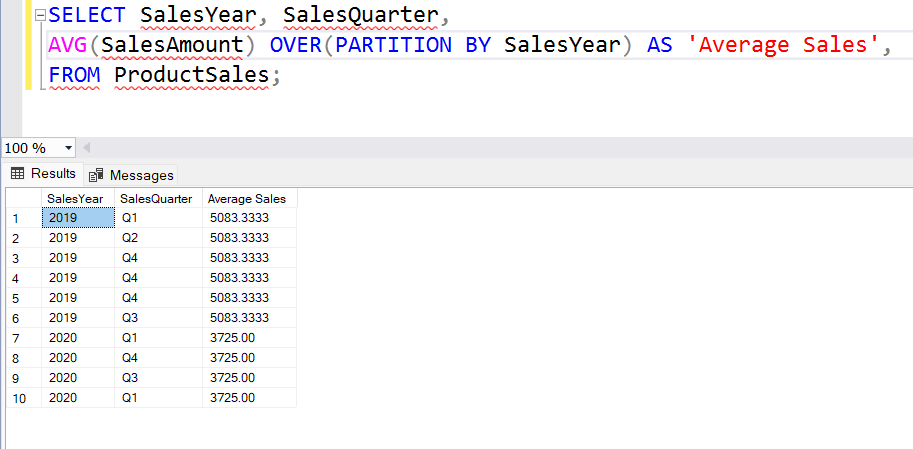 SELECT SalesYear, SalesQuarter,
AVG(SalesAmount) OVER(PARTITION BY SalesYear) AS 'Average Sales',
FROM ProductSales;
100 %
Results Messages
SalesYear SalesQuarter Average Sales
1 2019 Q1 5083.3333
2 2019 Q2 5083.3333
3 2019 Q4 5083.3333
4 2019 Q4 5083.3333
5 2019 Q4 5083.3333
6 2019 Q3 5083.3333
7 2020 Q1 3725.00
8 2020 Q4 3725.00
9 2020 Q3 3725.00
10 2020 Q1 3725.00